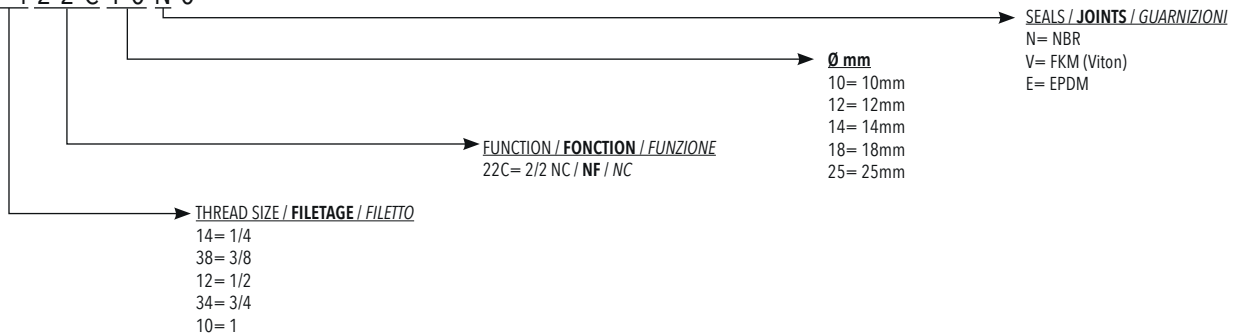 SEALS / JOINTS / GUARNIZIONI
N= NBR
V= FKM (Viton)
E= EPDM
Ø mm
10= 10mm
12= 12mm
14= 14mm
18= 18mm
25= 25mm
FUNCTION / FONCTION / FUNZIONE
22C= 2/2 NC / NF / NC
THREAD SIZE / FILETAGE / FILETTO
14= 1/4
38= 3/8
12= 1/2
34= 3/4
10= 1